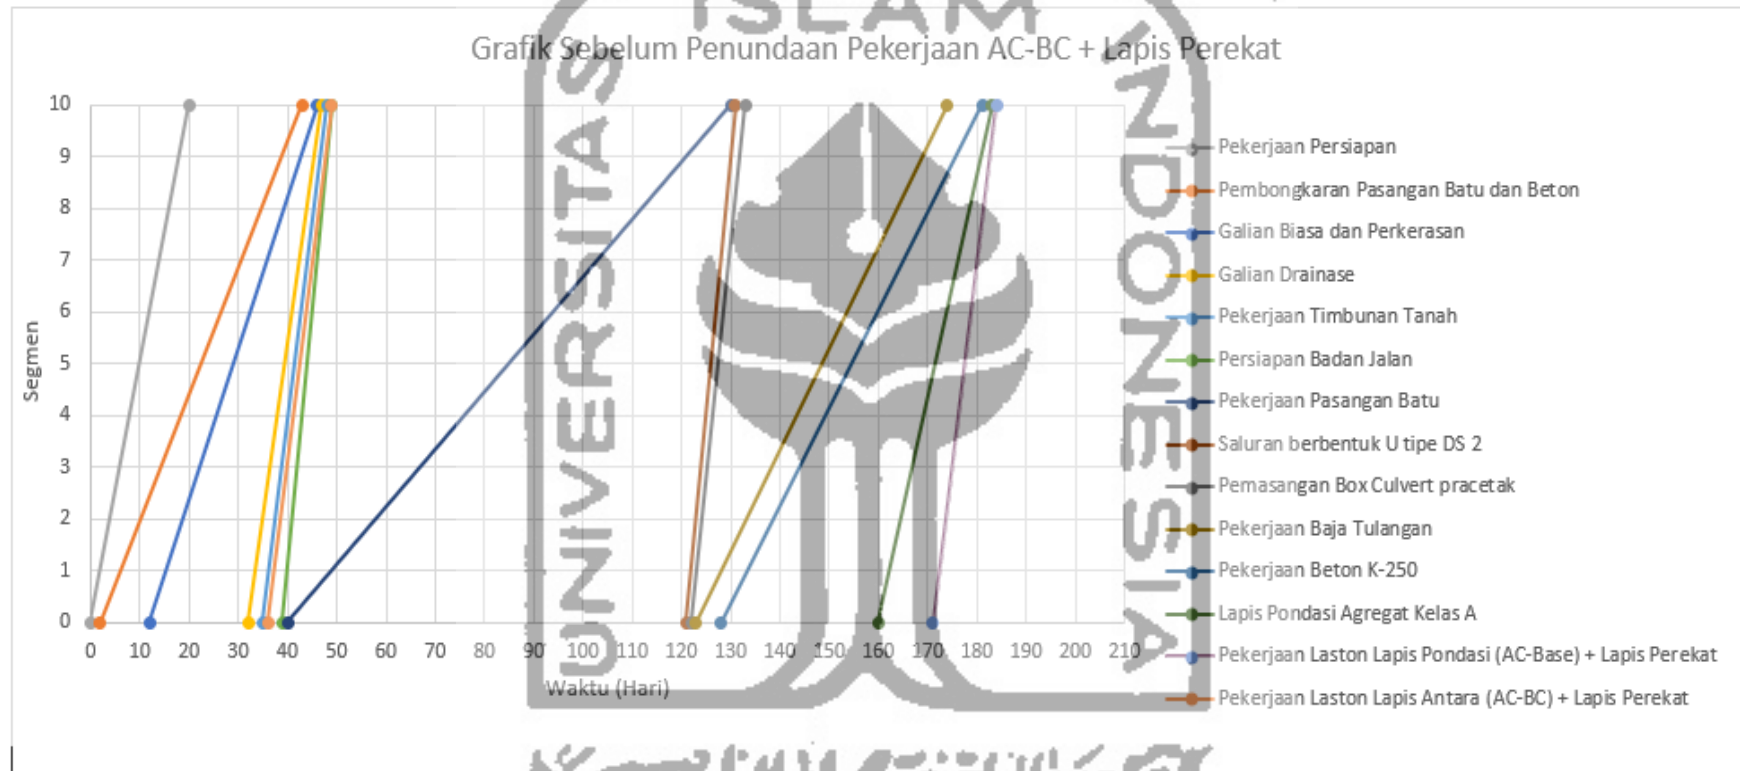 ISLAM
UNIVERSITAS
INDONESIA
Grafik Sebelum Penundaan Pekerjaan AC-BC + Lapis Perekat
10
9
8
7
6
5
4
3
2
1
0
Segmen
0 10 20 30 40 50 60 70 80 90 100 110 120 130 140 150 160 170 180 190 200 210
Waktu (Hari)
Pekerjaan Persiapan
Pembongkaran Pasangan Batu dan Beton
Galian Biasa dan Perkerasan
Galian Drainase
Pekerjaan Timbunan Tanah
Persiapan Badan Jalan
Pekerjaan Pasangan Batu
Saluran berbentuk U tipe DS 2
Pemasangan Box Culvert pracetak
Pekerjaan Baja Tulangan
Pekerjaan Beton K-250
Lapis Pondasi Agregat Kelas A
Pekerjaan Laston Lapis Pondasi (AC-Base) + Lapis Perekat
Pekerjaan Laston Lapis Antara (AC-BC) + Lapis Perekat